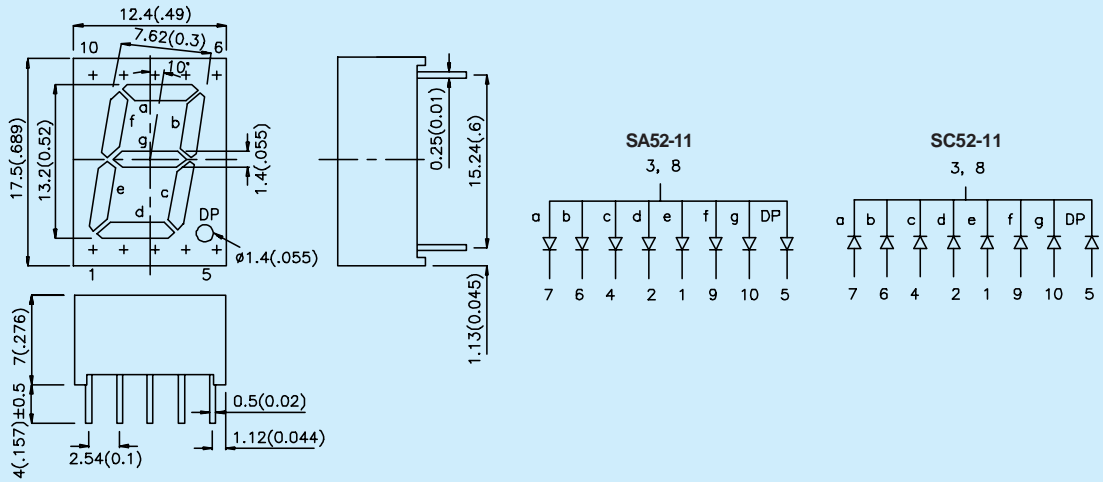 12.4(.49)
7.62(0.3)
10 6
10°
a
f b
g
e c
d
DP
17.5(.689)
13.2(0.52)
1.4(.055)
ø1.4(.055)
1 5
0.25(0.01)
15.24(.6)
1.13(0.045)
7(.276)
4(.157)±0.5
0.5(0.02)
1.12(0.044)
2.54(0.1)
SA52-11
3, 8
a b c d e f g DP
7 6 4 2 1 9 10 5
SC52-11
3, 8
a b c d e f g DP
7 6 4 2 1 9 10 5